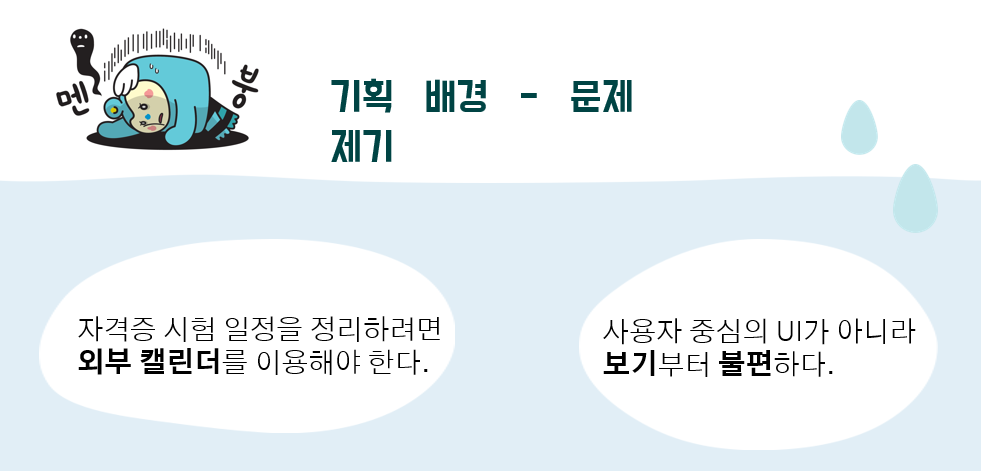 멘붕
기획 배경 - 문제
제기
자격증 시험 일정을 정리하려면
외부 캘린더를 이용해야 한다.
사용자 중심의 UI가 아니라
보기부터 불편하다.